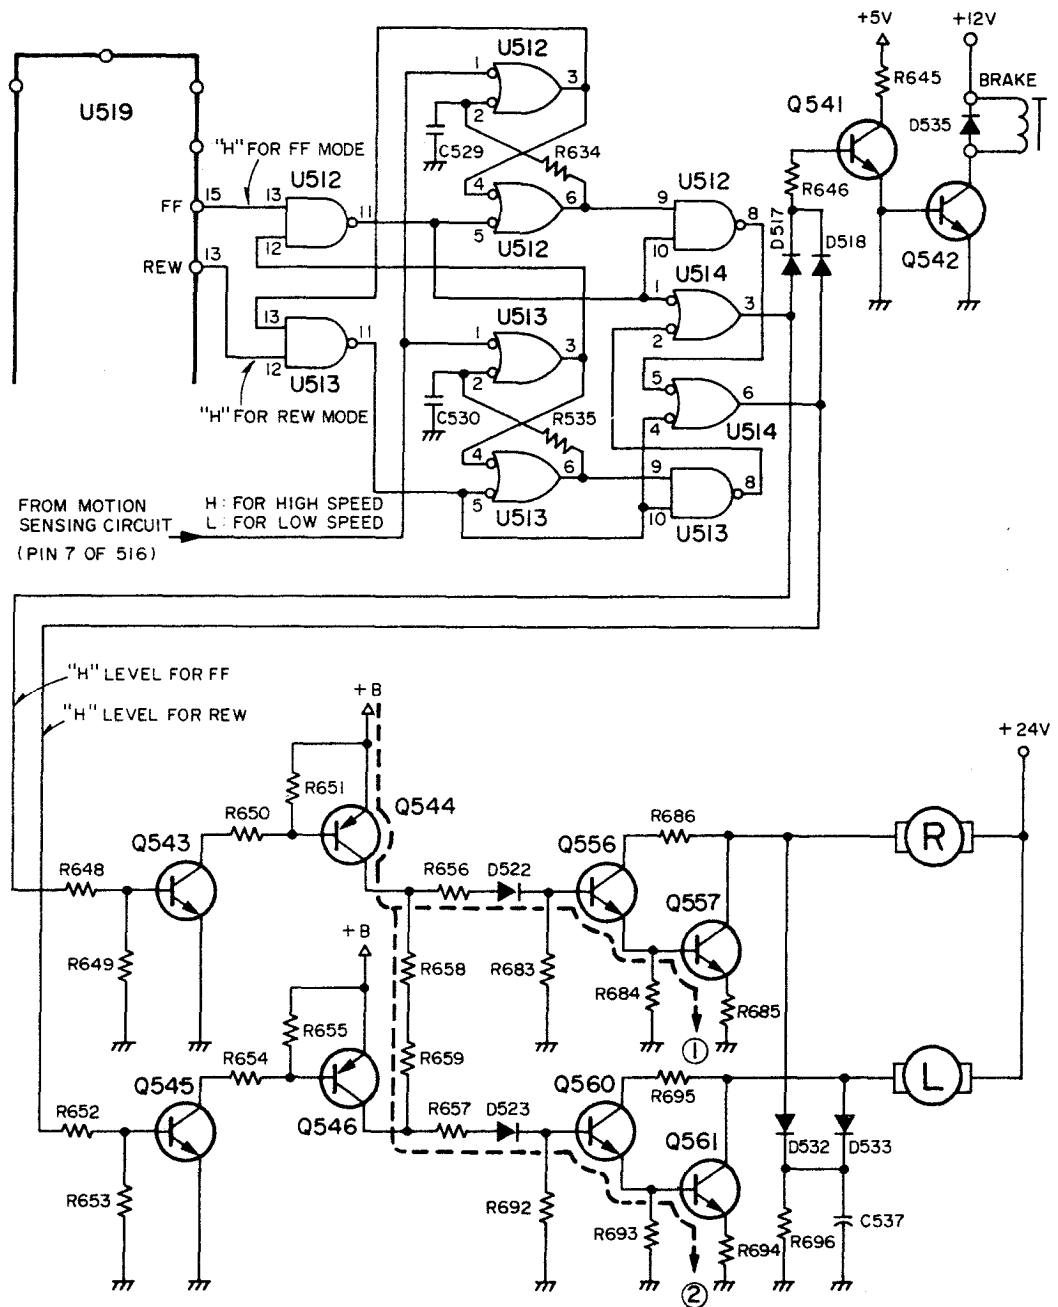 +5V
+12V
U519
U512
1
3
2
C529
R634
R645
BRAKE
Q541
D535
"H" FOR FF MODE
FF
15
13
U512
11
12
4
6
5
U512
9
U512
8
10
R646
D517
D518
Q542
REW
13
13
11
12
U513
"H" FOR REW MODE
U513
1
3
2
C530
R535
U514
1
3
2
5
6
4
U514
4
6
5
U513
9
8
10
U513
FROM MOTION
SENSING CIRCUIT
(PIN 7 OF 516)
H : FOR HIGH SPEED
L : FOR LOW SPEED
"H" LEVEL FOR FF
"H" LEVEL FOR REW
+B
+24V
R651
R650
Q544
Q543
R648
R649
R656
D522
Q556
R686
R
Q557
+B
R658
R683
R684
R685
①
R655
R654
R659
Q545
R652
Q546
R657
D523
Q560
R695
L
Q561
D532
D533
R653
R692
R693
R694
R696
C537
②